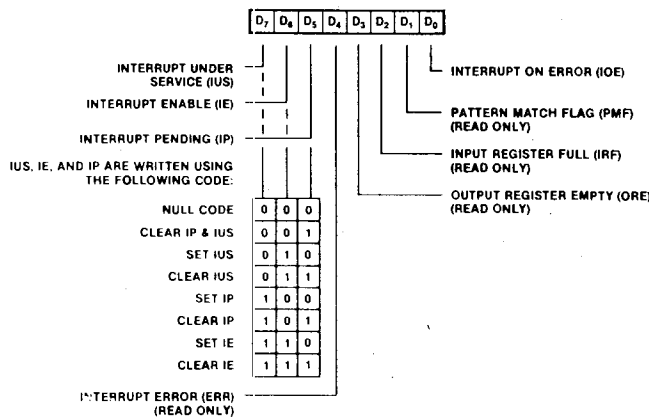 D7 D6 D5 D4 D3 D2 D1 D0
INTERRUPT UNDER
SERVICE (IUS)
INTERRUPT ENABLE (IE)
INTERRUPT PENDING (IP)
IUS, IE, AND IP ARE WRITTEN USING
THE FOLLOWING CODE:
NULL CODE 0 0 0
CLEAR IP & IUS 0 0 1
SET IUS 0 1 0
CLEAR IUS 0 1 1
SET IP 1 0 0
CLEAR IP 1 0 1
SET IE 1 1 0
CLEAR IE 1 1 1
INTERRUPT ERROR (ERR)
(READ ONLY)
INTERRUPT ON ERROR (IOE)
PATTERN MATCH FLAG (PMF)
(READ ONLY)
INPUT REGISTER FULL (IRF)
(READ ONLY)
OUTPUT REGISTER EMPTY (ORE)
(READ ONLY)